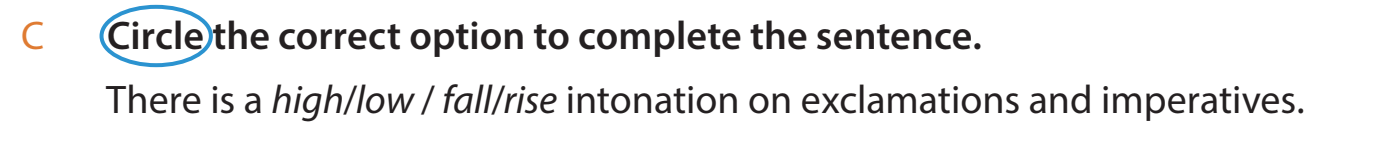 C Circle the correct option to complete the sentence.
There is a high/low / fall/rise intonation on exclamations and imperatives.